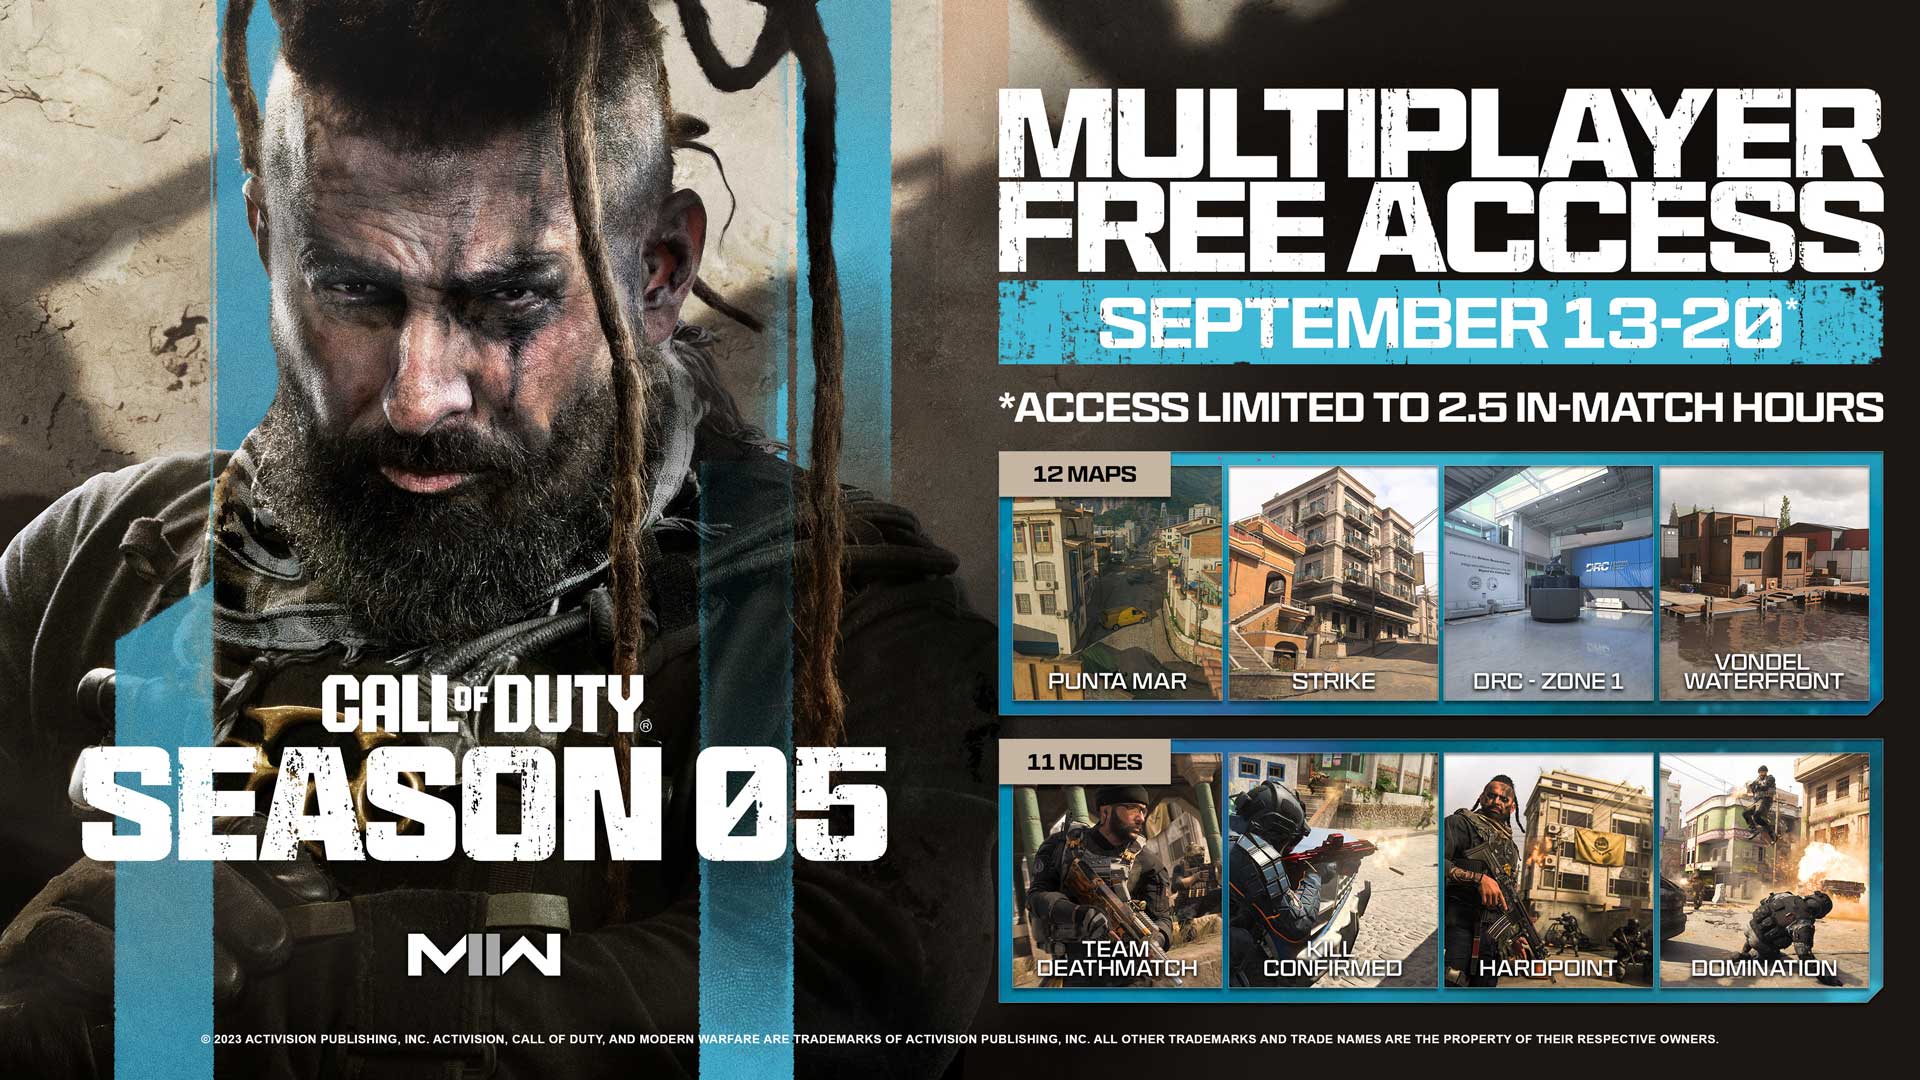 MULTIPLAYER
FREE ACCESS
SEPTEMBER 13-20*
*ACCESS LIMITED TO 2.5 IN-MATCH HOURS
12 MAPS
PUNTA MAR
STRIKE
DRC
DRC - ZONE 1
VONDEL
WATERFRONT
11 MODES
TEAM
DEATHMATCH
KILL
CONFIRMED
HARDPOINT
DOMINATION
CALL OF DUTY®
SEASON 05
MIIW
© 2023 ACTIVISION PUBLISHING, INC. ACTIVISION, CALL OF DUTY, AND MODERN WARFARE ARE TRADEMARKS OF ACTIVISION PUBLISHING, INC. ALL OTHER TRADEMARKS AND TRADE NAMES ARE THE PROPERTY OF THEIR RESPECTIVE OWNERS.